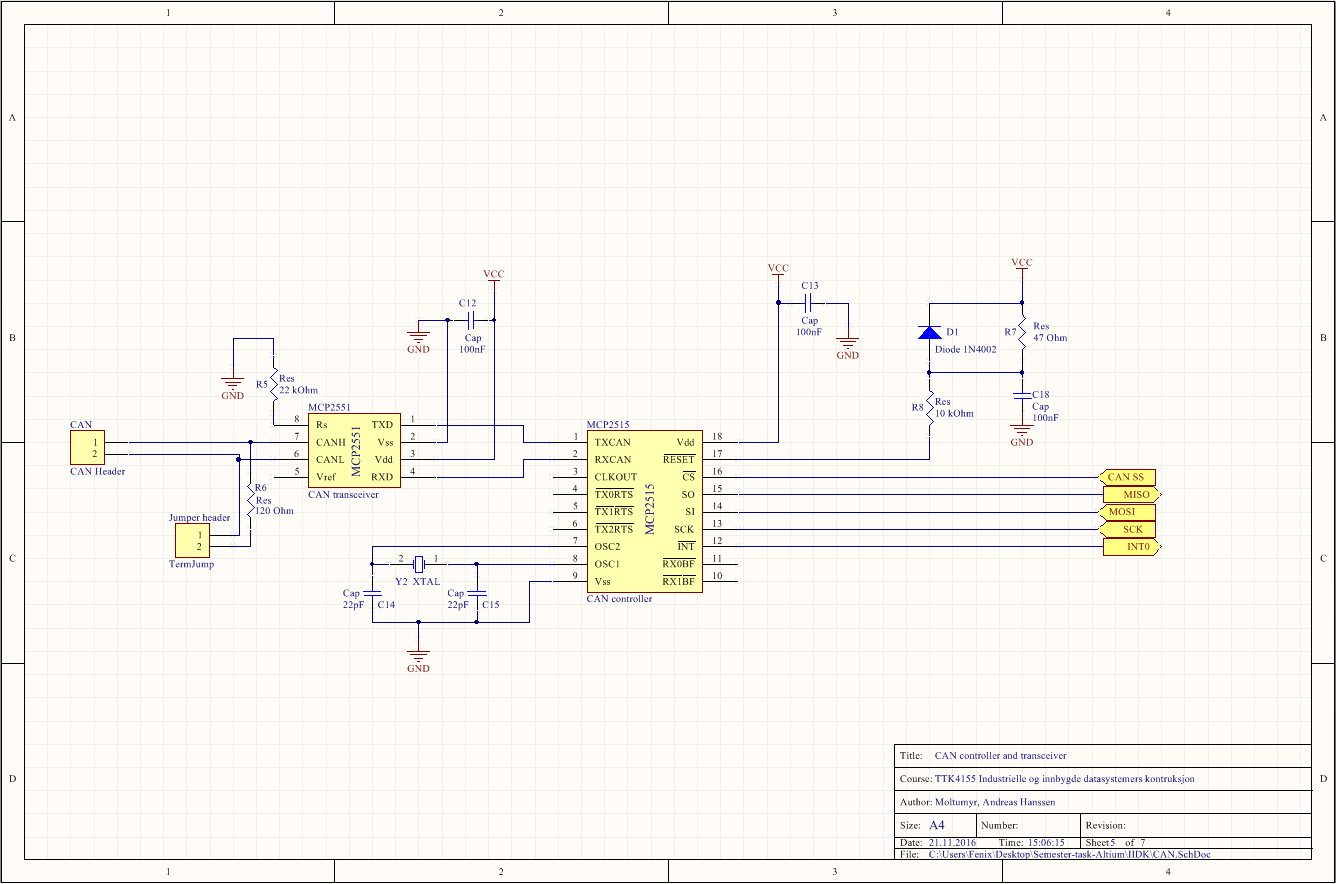 1 2 3 4
A A
VCC
VCC
VCC
C13
Cap
100nF
GND
C12
Cap
100nF
GND
B B
D1
Diode 1N4002
R7
Res
47 Ohm
R5
Res
22 kOhm
GND
R8
Res
10 kOhm
C18
Cap
100nF
GND
MCP2551
8 Rs TXD 1
7 CANH Vss 2
6 CANL Vdd 3
5 Vref RXD 4
MCP2551
CAN transceiver
CAN
1
2
CAN Header
R6
Res
120 Ohm
Jumper header
1
2
TermJump
MCP2515
1 TXCAN Vdd 18
2 RXCAN RESET 17
3 CLKOUT CS 16
4 TX0RTS SO 15
5 TX1RTS SI 14
6 TX2RTS SCK 13
7 OSC2 INT 12
8 OSC1 RX0BF 11
9 Vss RX1BF 10
MCP2515
CAN controller
CAN SS
MISO
MOSI
SCK
INT0
C C
2 1
Y2 XTAL
Cap
22pF C14
Cap
22pF C15
GND
D D
Title: CAN controller and transceiver
Course: TTK4155 Industrielle og innbygde datasystemers kontruksjon
Author: Moltumyr, Andreas Hanssen
Size: A4 Number: Revision:
Date: 21.11.2016 Time: 15:06:15 Sheet5 of 7
File: C:\Users\Fenix\Desktop\Semester-task-Altium\IIDK\CAN.SchDoc
1 2 3 4